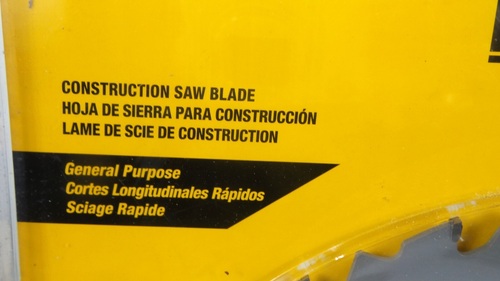 CONSTRUCTION SAW BLADE
HOJA DE SIERRA PARA CONSTRUCCIÓN
LAME DE SCIE DE CONSTRUCTION
General Purpose
Cortes Longitudinales Rápidos
Sciage Rapide